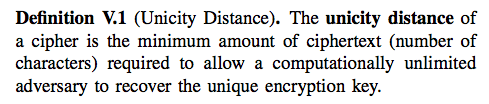 Definition V.1 (Unicity Distance). The unicity distance of
a cipher is the minimum amount of ciphertext (number of
characters) required to allow a computationally unlimited
adversary to recover the unique encryption key.